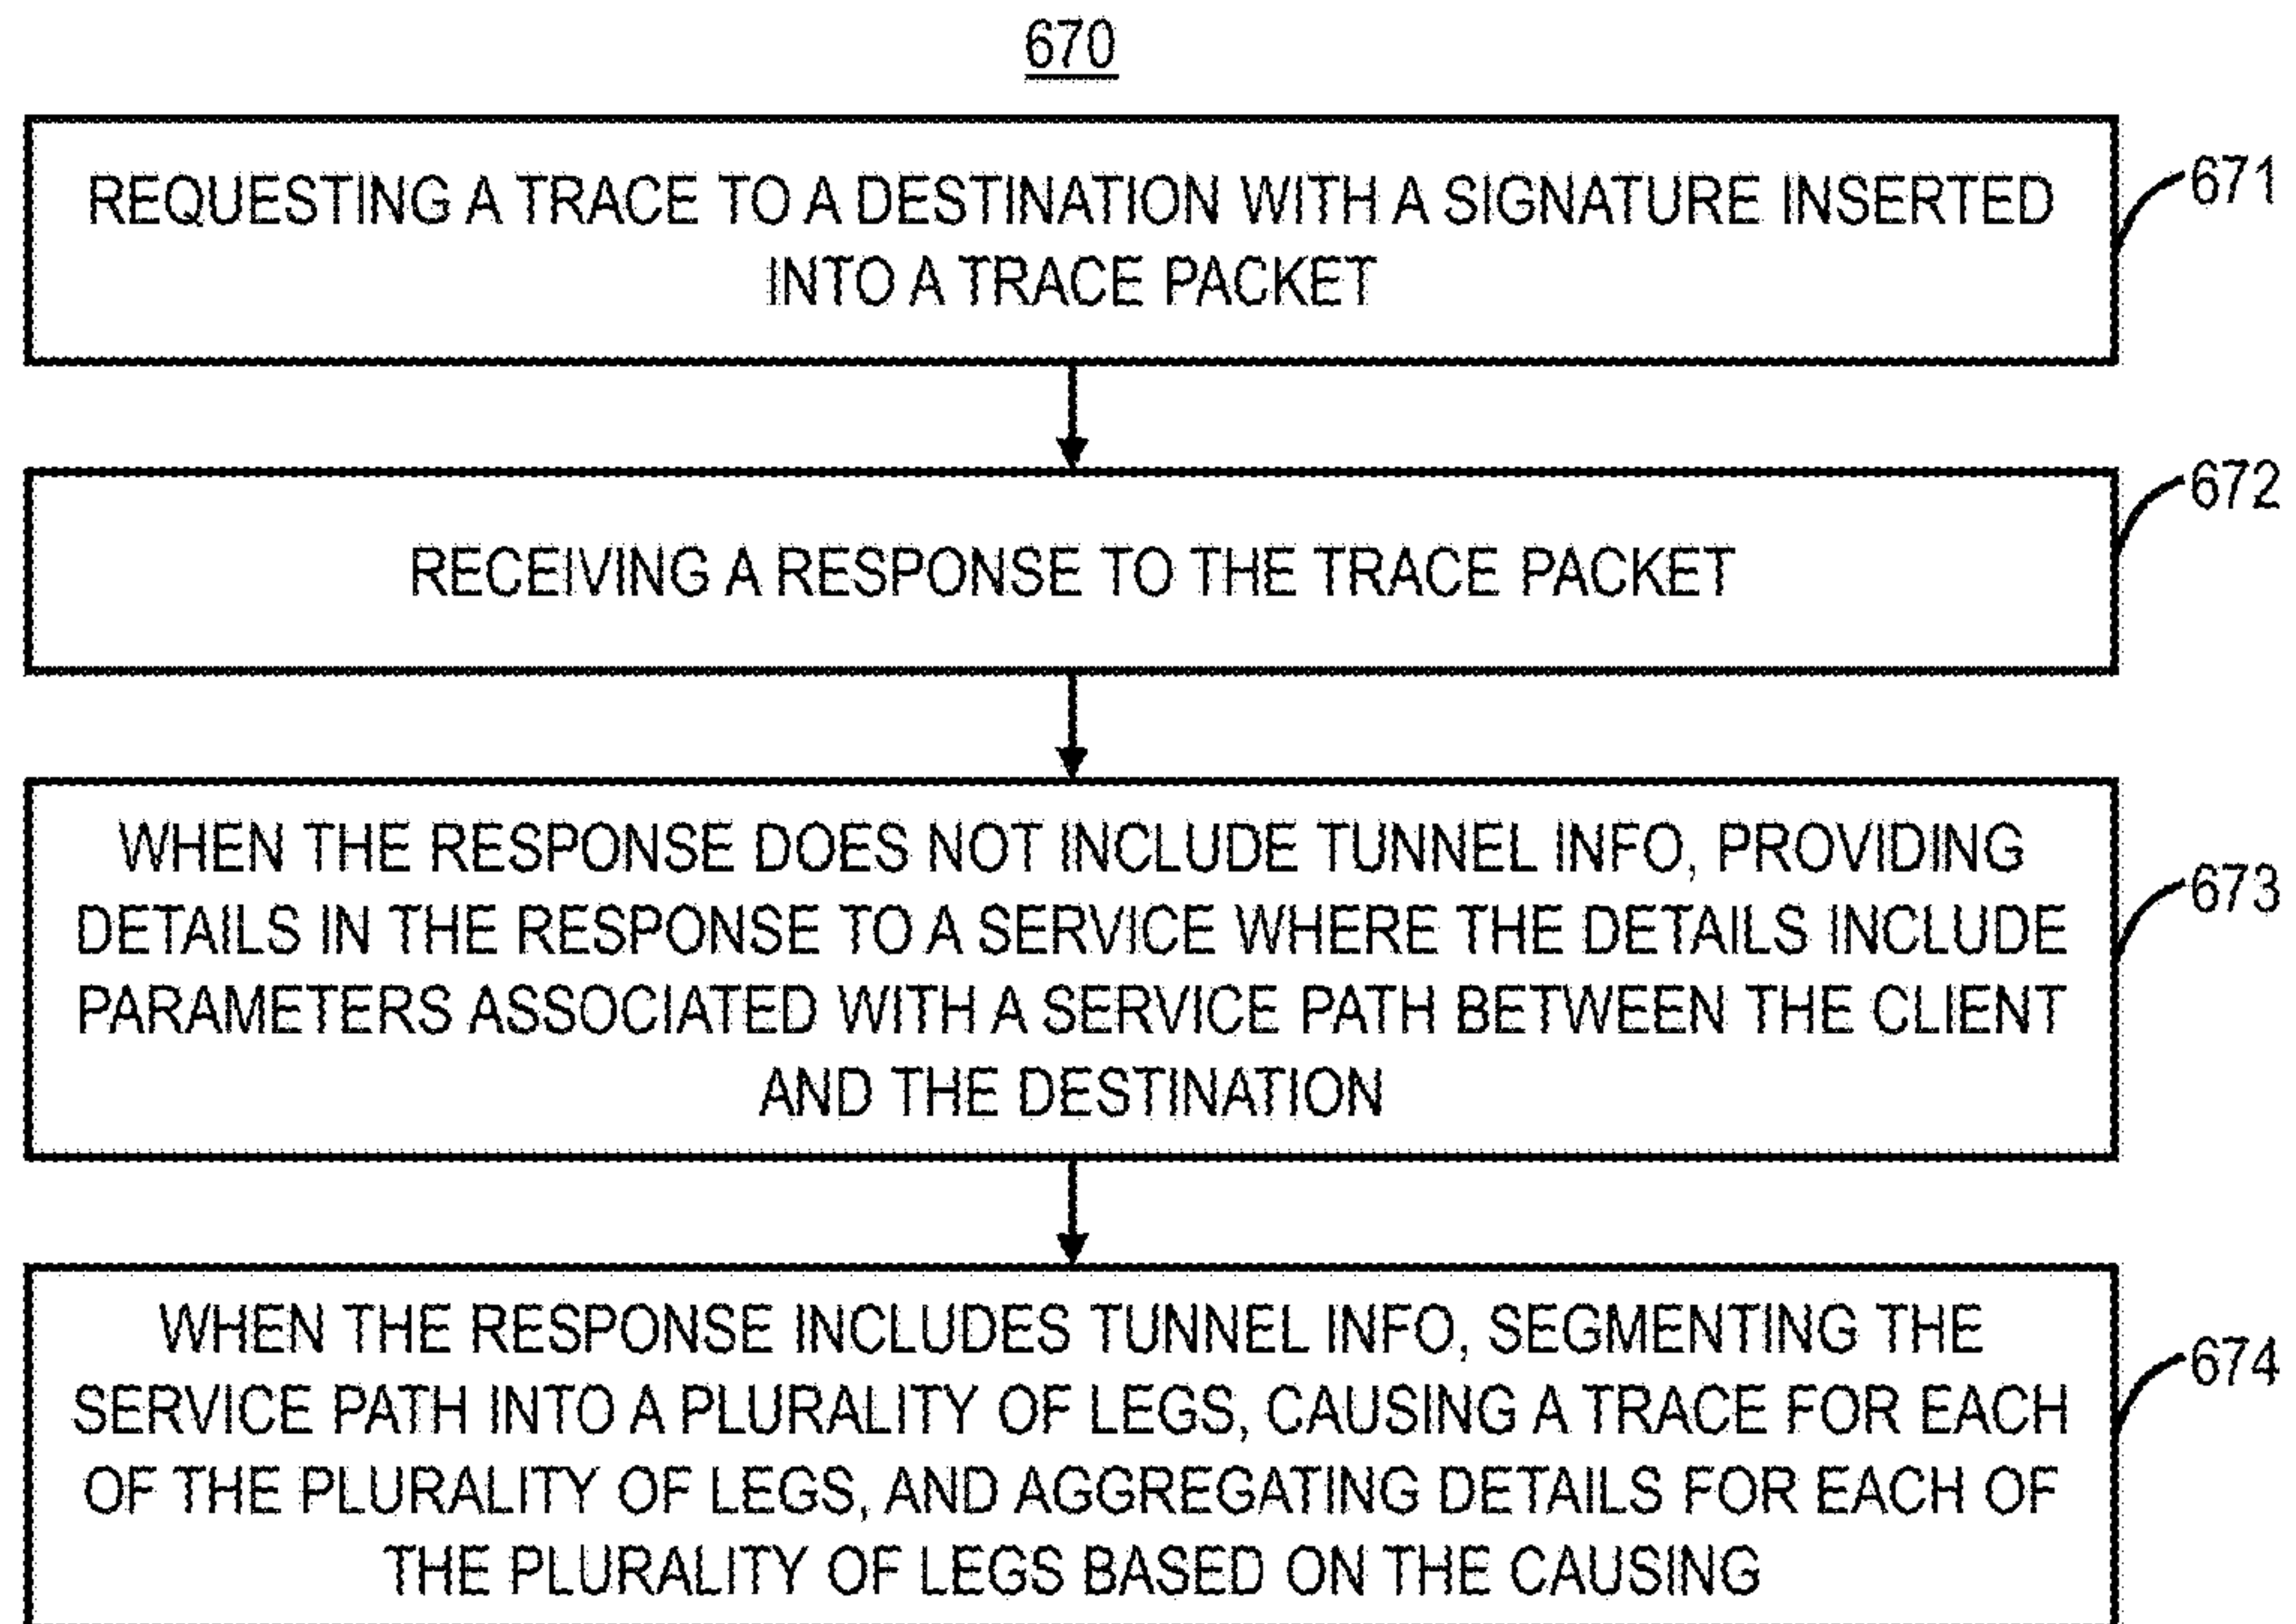 670
REQUESTING A TRACE TO A DESTINATION WITH A SIGNATURE INSERTED
INTO A TRACE PACKET
671
RECEIVING A RESPONSE TO THE TRACE PACKET
672
WHEN THE RESPONSE DOES NOT INCLUDE TUNNEL INFO, PROVIDING
DETAILS IN THE RESPONSE TO A SERVICE WHERE THE DETAILS INCLUDE
PARAMETERS ASSOCIATED WITH A SERVICE PATH BETWEEN THE CLIENT
AND THE DESTINATION
673
WHEN THE RESPONSE INCLUDES TUNNEL INFO, SEGMENTING THE
SERVICE PATH INTO A PLURALITY OF LEGS, CAUSING A TRACE FOR EACH
OF THE PLURALITY OF LEGS, AND AGGREGATING DETAILS FOR EACH OF
THE PLURALITY OF LEGS BASED ON THE CAUSING
674